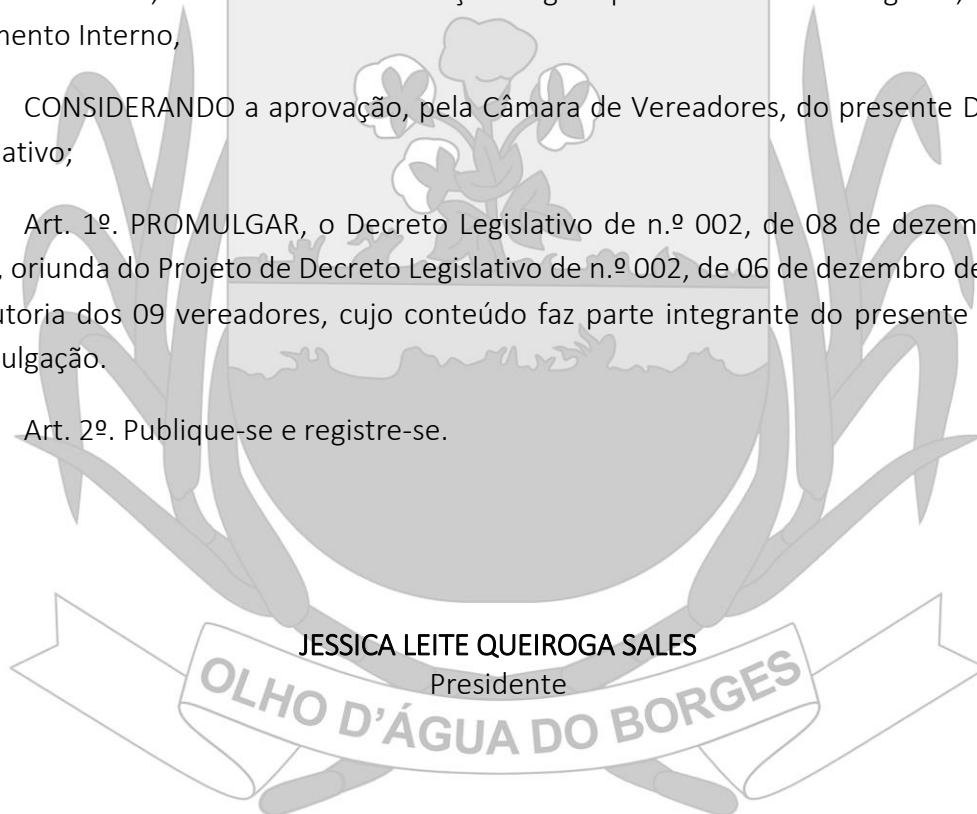 mento Interno,
CONSIDERANDO a aprovação, pela Câmara de Vereadores, do presente D
ativo;
Art. 1º. PROMULGAR, o Decreto Legislativo de n.º 002, de 08 de dezem
, oriunda do Projeto de Decreto Legislativo de n.º 002, de 06 de dezembro de
utoria dos 09 vereadores, cujo conteúdo faz parte integrante do presente
ulgação.
Art. 2º. Publique-se e registre-se.
JESSICA LEITE QUEIROGA SALES
Presidente
OLHO D'ÁGUA DO BORGES